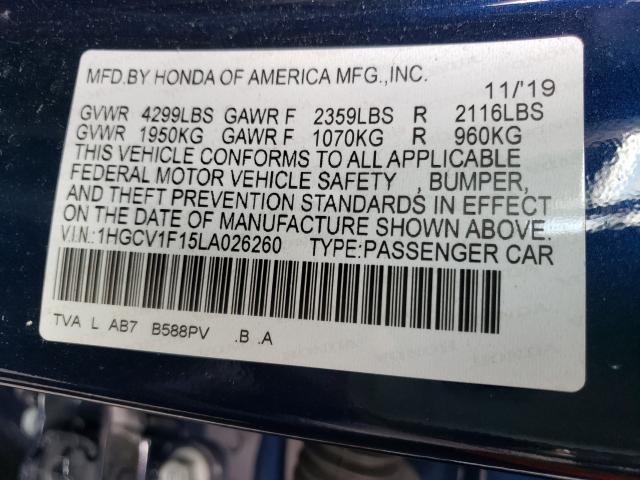 MFD.BY HONDA OF AMERICA MFG.,INC. 11/'19
GVWR 4299LBS GAWR F 2359LBS R 2116LBS
GVWR 1950KG GAWR F 1070KG R 960KG
THIS VEHICLE CONFORMS TO ALL APPLICABLE
FEDERAL MOTOR VEHICLE SAFETY , BUMPER,
AND THEFT PREVENTION STANDARDS IN EFFECT
ON THE DATE OF MANUFACTURE SHOWN ABOVE.
V.I.N.:1HGCV1F15LA026260 TYPE:PASSENGER CAR
TVA L AB7 B588PV .B .A